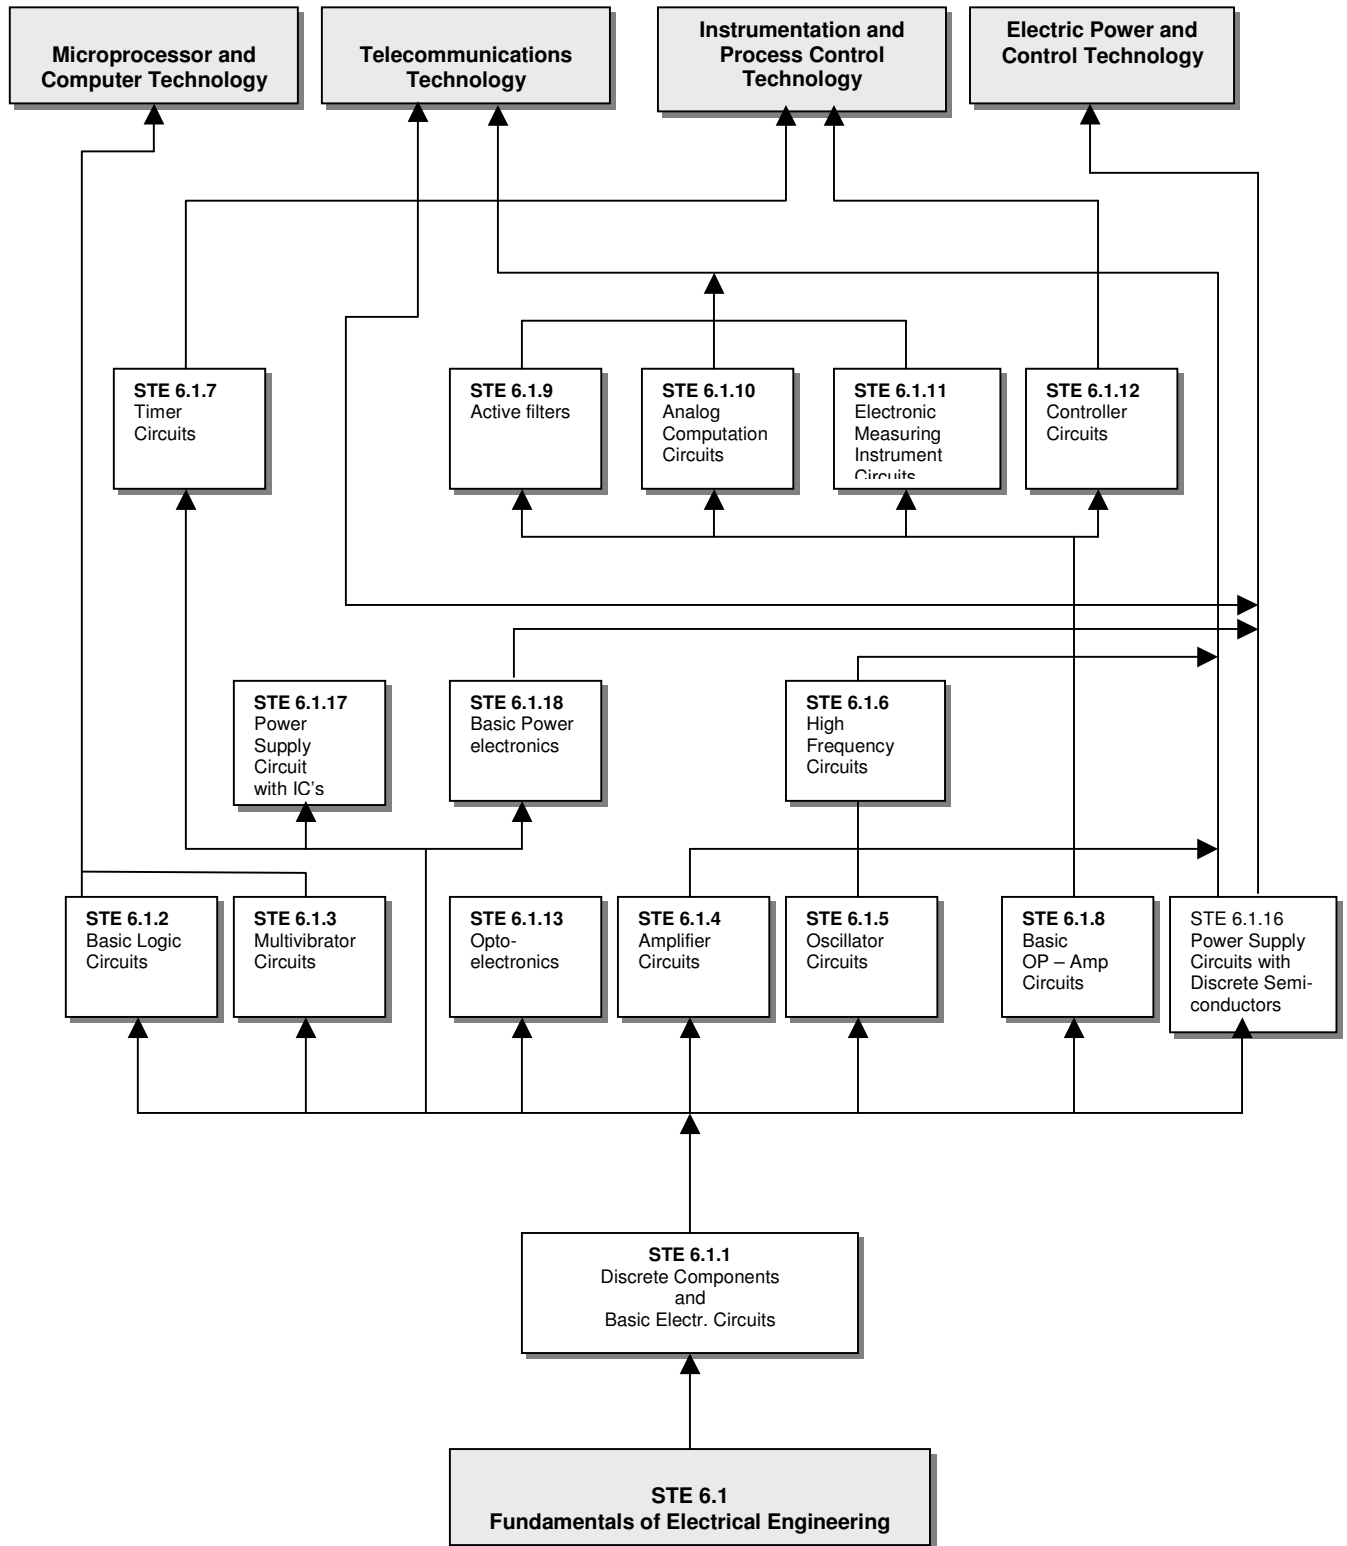 Microprocessor and
Computer Technology
Telecommunications
Technology
Instrumentation and
Process Control
Technology
Electric Power and
Control Technology
STE 6.1.7
Timer
Circuits
STE 6.1.9
Active filters
STE 6.1.10
Analog
Computation
Circuits
STE 6.1.11
Electronic
Measuring
Instrument
Circuits
STE 6.1.12
Controller
Circuits
STE 6.1.17
Power
Supply
Circuit
with IC's
STE 6.1.18
Basic Power
electronics
STE 6.1.6
High
Frequency
Circuits
STE 6.1.2
Basic Logic
Circuits
STE 6.1.3
Multivibrator
Circuits
STE 6.1.13
Opto-
electronics
STE 6.1.4
Amplifier
Circuits
STE 6.1.5
Oscillator
Circuits
STE 6.1.8
Basic
OP – Amp
Circuits
STE 6.1.16
Power Supply
Circuits with
Discrete Semi-
conductors
STE 6.1.1
Discrete Components
and
Basic Electr. Circuits
STE 6.1
Fundamentals of Electrical Engineering